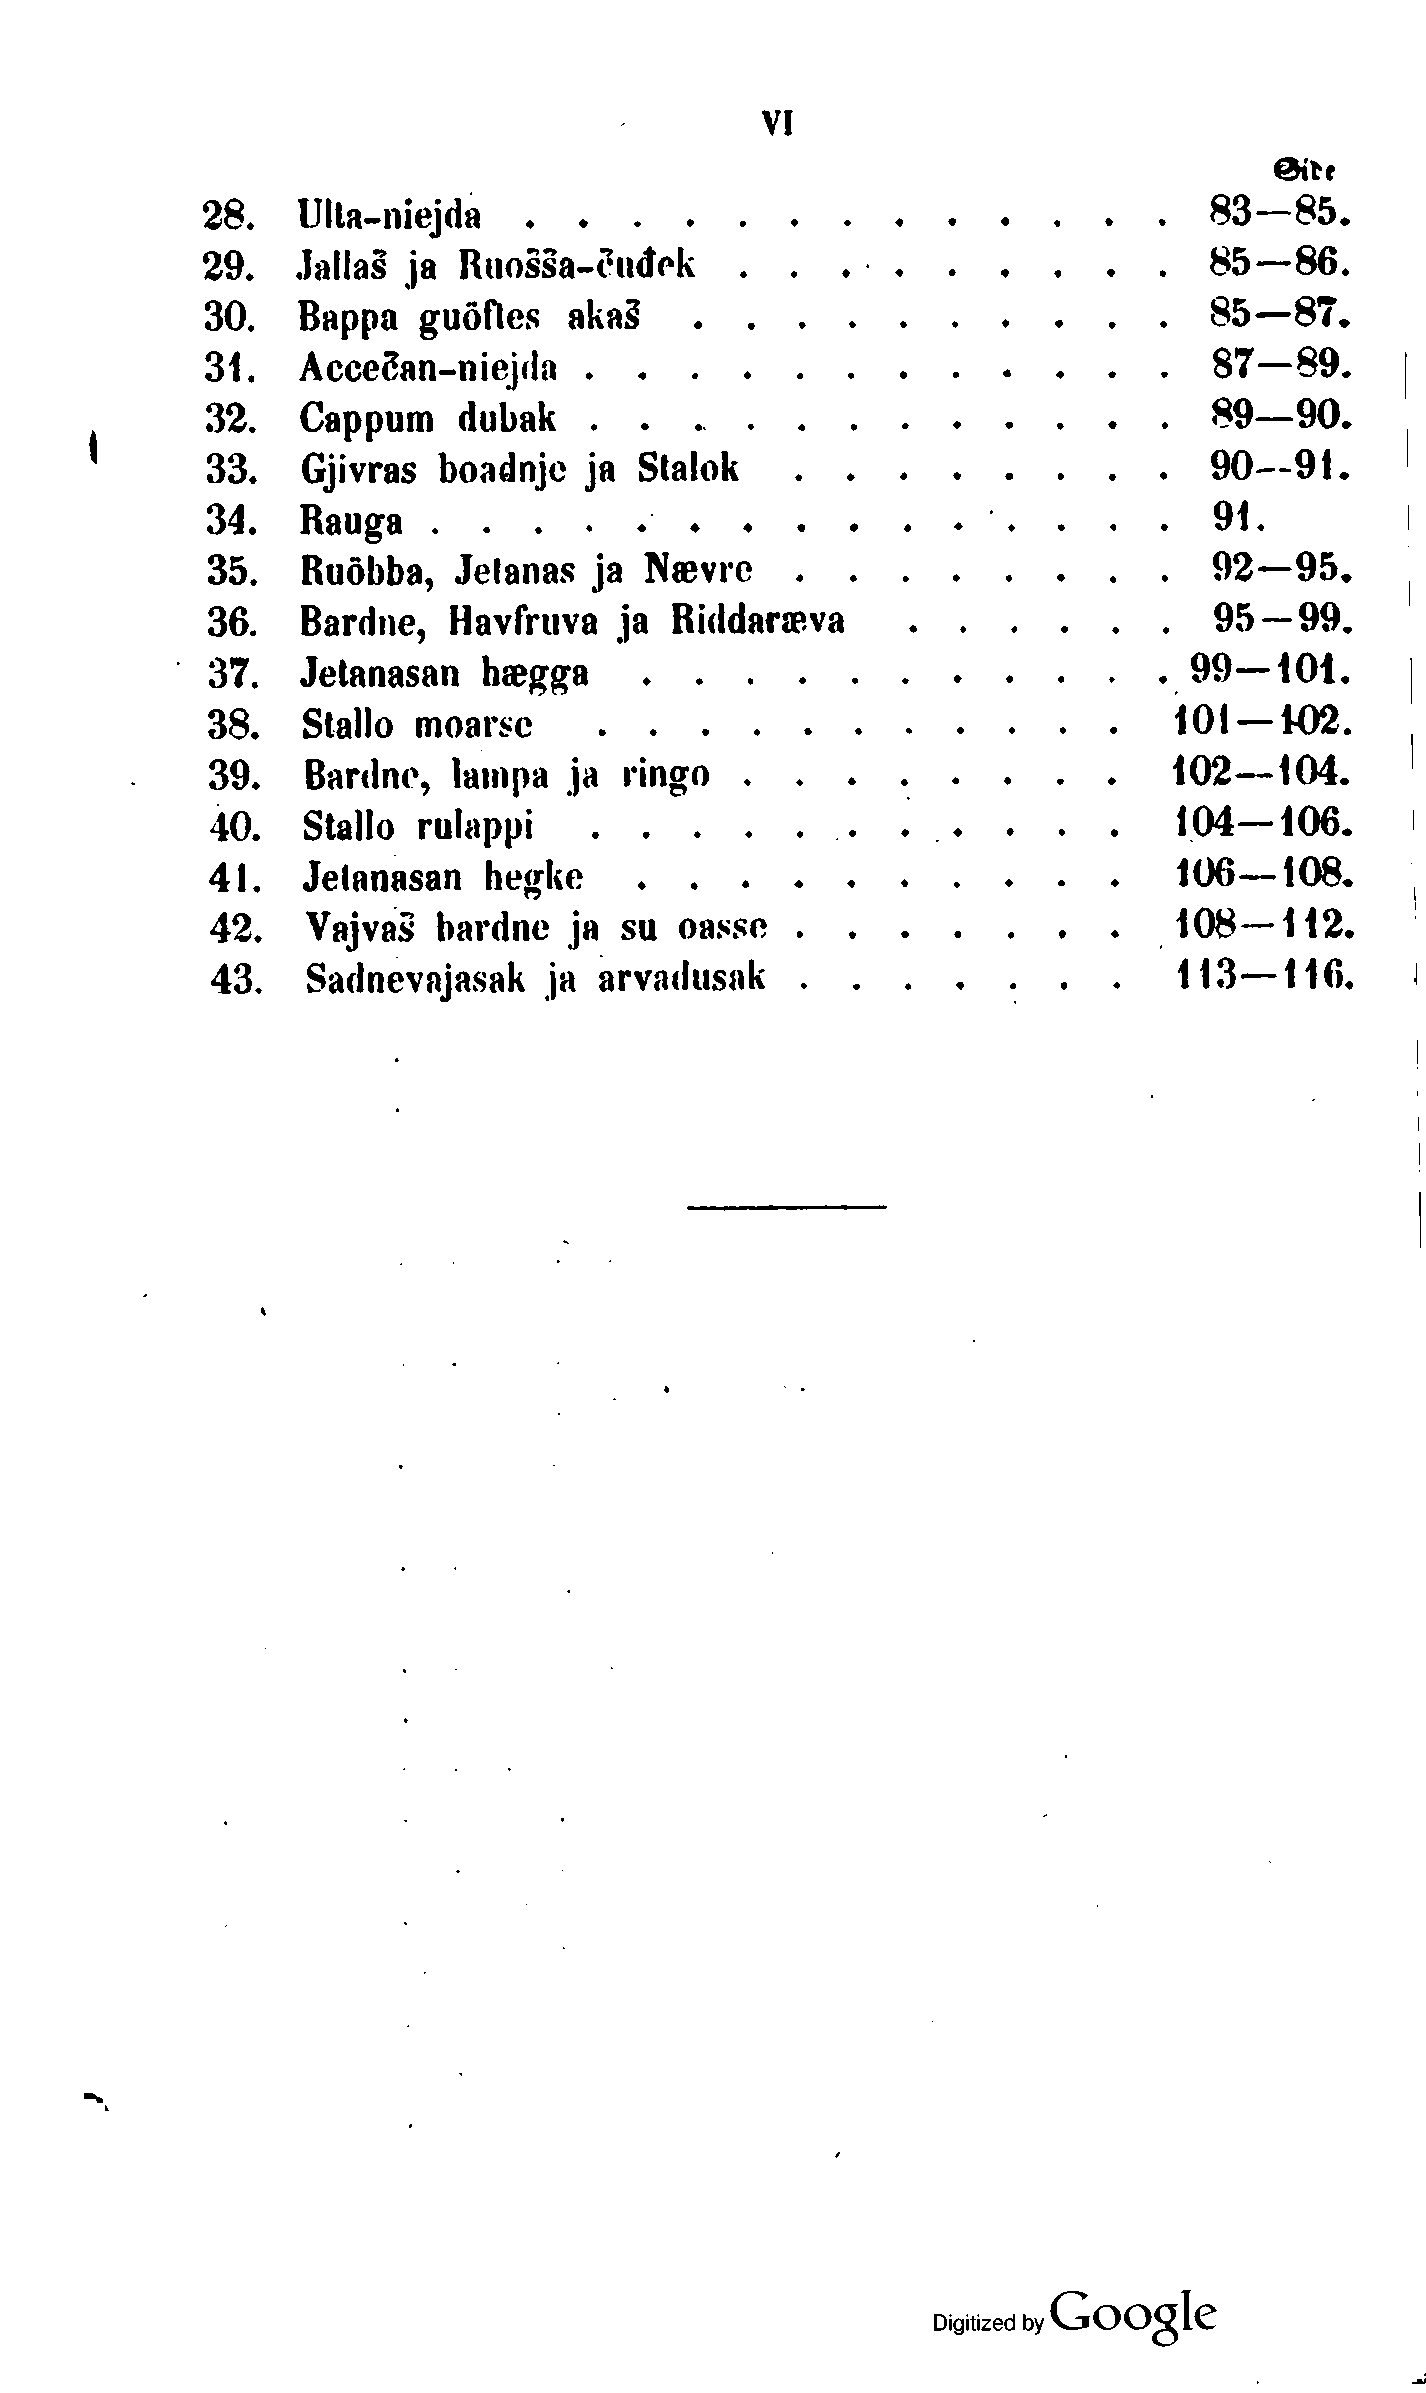 VI
Side
28. Ulta-niejda . . . . . . . . . . . . . 83—85.
29. Jallaš ja Ruošša-čuđek . . . . . . . . . 85—86.
30. Bappa guöftes akaš . . . . . . . . . . 85—87.
31. Accečan-niejda . . . . . . . . . . . . 87—89.
32. Cappum dubak . . . . . . . . . . . . 89—90.
33. Gjivras boadnje ja Stalok . . . . . . . . 90--91.
34. Rauga . . . . . . . . . . . . . . . 91.
35. Ruöbba, Jetanas ja Nævre . . . . . . . . 92—95.
36. Bardne, Havfruva ja Riddaræva . . . . . . 95—99.
37. Jetanasan hægga . . . . . . . . . . . 99—101.
38. Stallo moarse . . . . . . . . . . . 101—102.
39. Bardne, lampa ja ringo . . . . . . . . 102—104.
40. Stallo rulappi . . . . . . . . . . . 104—106.
41. Jetanasan hegke . . . . . . . . . . 106—108.
42. Vajvaš bardne ja su oasse . . . . . . . 108—112.
43. Sadnevajasak ja arvadusak . . . . . . . 113—116.
Digitized by Google